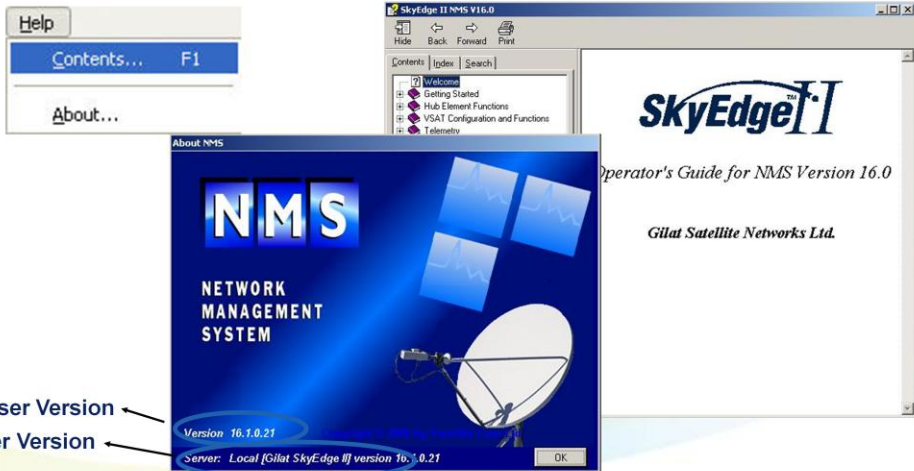 Help
Contents... F1
About...
SkyEdge II NMS V16.0
Hide Back Forward Print
Contents Index Search
Welcome
Getting Started
Hub Element Functions
VSAT Configuration and Functions
Telemetry
SkyEdge II
TM
perator's Guide for NMS Version 16.0
Gilat Satellite Networks Ltd.
About NMS
NMS
NETWORK
MANAGEMENT
SYSTEM
ser Version
Version 16.1.0.21
r Version
Server: Local [Gilat SkyEdge II] version 16.1.0.21
OK